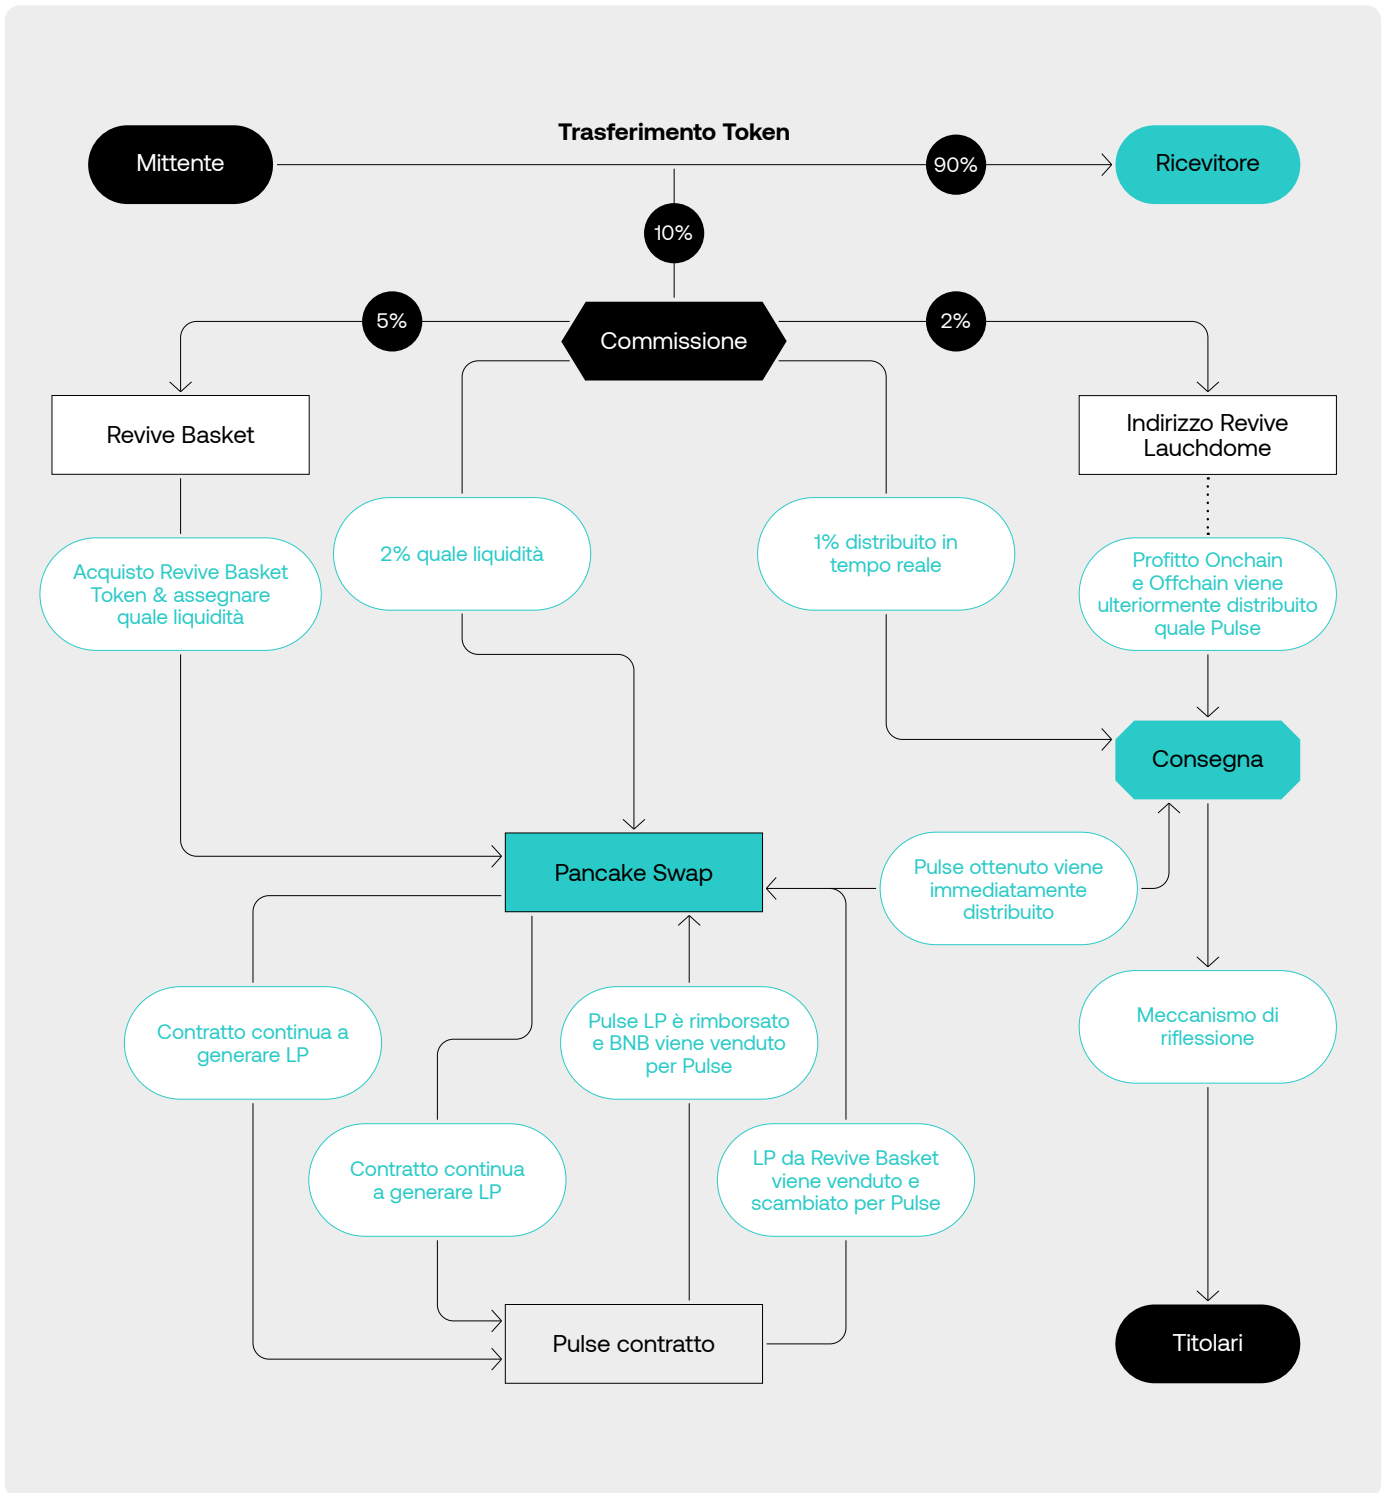 Trasferimento Token
Mittente
90%
Ricevitore
10%
5%
Commissione
2%
Revive Basket
Indirizzo Revive
Lauchdome
Acquisto Revive Basket
Token & assegnare
quale liquidità
2% quale liquidità
1% distribuito in
tempo reale
Profitto Onchain
e Offchain viene
ulteriormente distribuito
quale Pulse
Consegna
Pancake Swap
Pulse ottenuto viene
immediatamente
distribuito
Contratto continua a
generare LP
Pulse LP è rimborsato
e BNB viene venduto
per Pulse
Meccanismo di
riflessione
Contratto continua
a generare LP
LP da Revive Basket
viene venduto e
scambiato per Pulse
Pulse contratto
Titolari